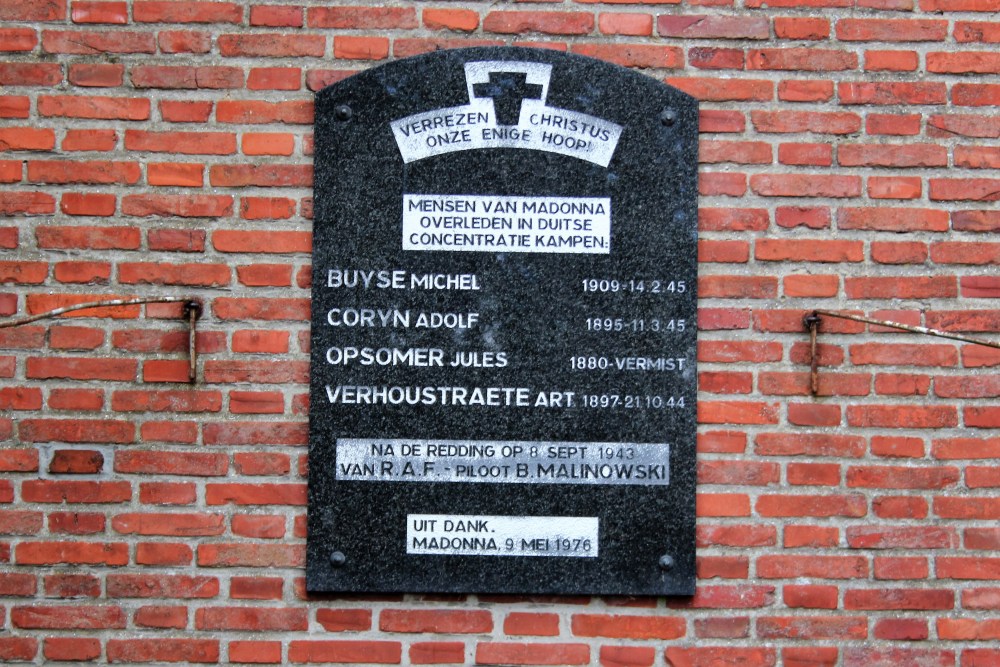 VERREZEN CHRISTUS
ONZE ENIGE HOOP!
MENSEN VAN MADONNA
OVERLEDEN IN DUITSE
CONCENTRATIE KAMPEN:
BUYSE MICHEL 1909-14.2.45
CORYN ADOLF 1895-11.3.45
OPSOMER JULES 1880-VERMIST
VERHOUSTRAETE ART. 1897-21.10.44
NA DE REDDING OP 8 SEPT 1943
VAN R.A.F.- PILOOT B. MALINOWSKI
UIT DANK.
MADONNA, 9 MEI 1976